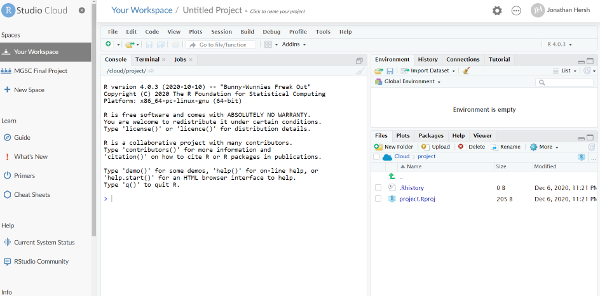 R Studio Cloud
Spaces
Your Workspace
MGSC Final Project
New Space
Learn
Guide
What's New
Primers
Cheat Sheets
Help
Current System Status
RStudio Community
Info
Your Workspace / Untitled Project
Click to name your project
JH Jonathan Hersh
File Edit Code View Plots Session Build Debug Profile Tools Help
Go to file/function Addins R 4.0.3
Console Terminal Jobs
/cloud/project/
R version 4.0.3 (2020-10-10) -- "Bunny-Wunnies Freak Out"
Copyright (C) 2020 The R Foundation for Statistical Computing
Platform: x86_64-pc-linux-gnu (64-bit)
R is free software and comes with ABSOLUTELY NO WARRANTY.
You are welcome to redistribute it under certain conditions.
Type 'license()' or 'licence()' for distribution details.
R is a collaborative project with many contributors.
Type 'contributors()' for more information and
'citation()' on how to cite R or R packages in publications.
Type 'demo()' for some demos, 'help()' for on-line help, or
'help.start()' for an HTML browser interface to help.
Type 'q()' to quit R.
>
Environment History Connections Tutorial
Import Dataset List
Global Environment
Environment is empty
Files Plots Packages Help Viewer
New Folder Upload Delete Rename More
Cloud project R ...
Name Size Modified
..
.Rhistory 0 B Dec 6, 2020, 11:21 PM
project.Rproj 205 B Dec 6, 2020, 11:21 PM